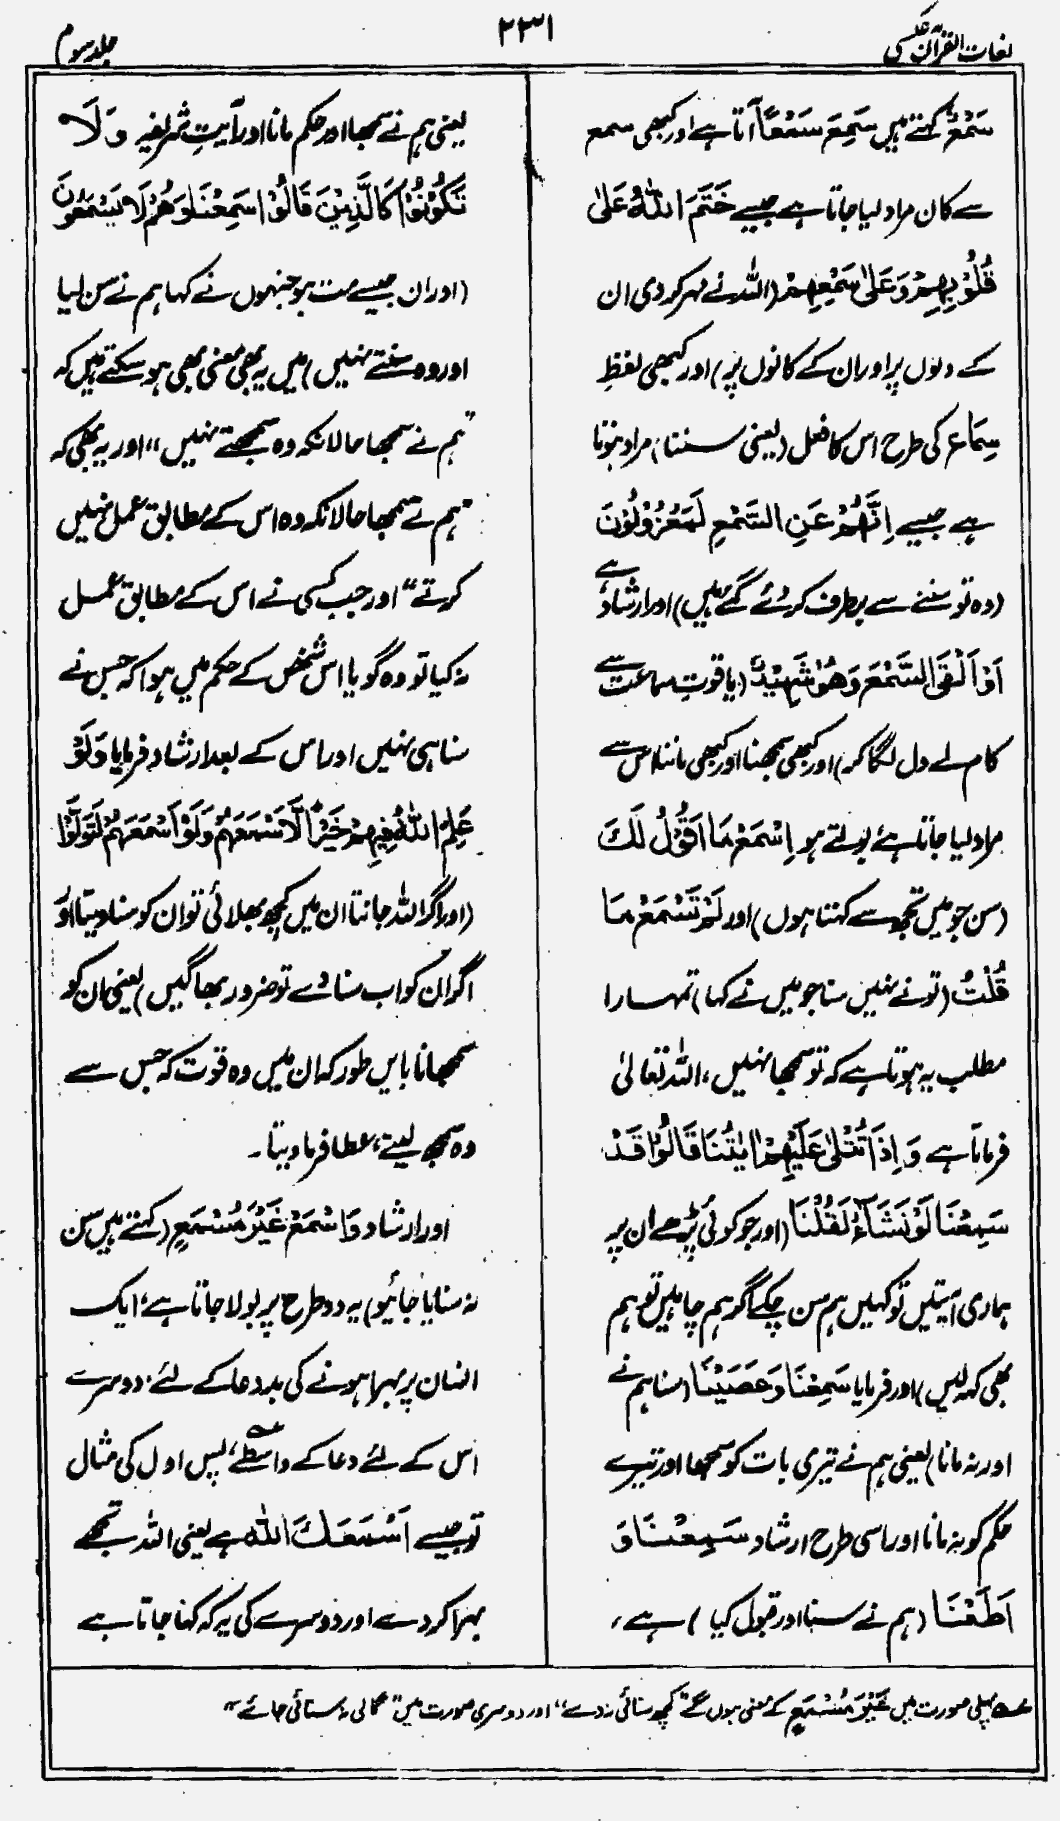 لغات القرآن عکسی
۲۳۱
جلد سوم
سَمْعٌ کہتے ہیں سَمِعَ سَمْعًا آتا ہے اور کبھی سمع
سے کان مراد لیا جاتا ہے جیسے خَتَمَ اللّٰهُ عَلٰی
قُلُوْبِهِمْ وَعَلٰی سَمْعِهِمْ (اللہ نے مہر کردی ان
کے دلوں پر اور ان کے کانوں پر) اور کبھی لفظِ
سِمَاعٌ کی طرح اس کا فعل (یعنی سننا) مراد ہوتا
ہے جیسے اِنَّهُمْ عَنِ السَّمْعِ لَمَعْزُوْلُوْنَ
(وہ تو سننے سے برطرف کردئے گئے ہیں) اور ارشاد ہے
اَوْ اَلْقَی السَّمْعَ وَهُوَ شَهِیْدٌ (یا قوتِ سماعت سے
کام لے دل لگا کر) اور کبھی سمجھنا اور کبھی ماننا اس سے
مراد لیا جاتا ہے بولتے ہو اِسْمَعْ مَا اَقُوْلُ لَکَ
(سن جو میں تجھ سے کہتا ہوں) اور لَمْ تَسْمَعْ مَا
قُلْتُ (تونے نہیں سنا جو میں نے کہا) تمہارا
مطلب یہ ہوتا ہے کہ تو سمجھا نہیں، اللہ تعالیٰ
فرماتا ہے وَ اِذَا تُتْلٰی عَلَیْهِمْ اٰیٰتُنَا قَالُوْا قَدْ
سَمِعْنَا لَوْ نَشَآءُ لَقُلْنَا (اور جو کوئی پڑھے ان پر
ہماری آیتیں تو کہیں ہم سن چکے اگر ہم چاہیں تو ہم
بھی کہہ لیں) اور فرمایا سَمِعْنَا وَعَصَیْنَا (سنا ہم نے
اور نہ مانا) یعنی ہم نے تیری بات کو سمجھا اور تیرے
حکم کو نہ مانا اور اسی طرح ارشاد سَمِعْنَا وَ
اَطَعْنَا (ہم نے سنا اور قبول کیا) ہے،
یعنی ہم نے سمجھا اور حکم مانا اور آیتِ شریفہ وَلَا
تَکُوْنُوْا کَالَّذِیْنَ قَالُوْا سَمِعْنَا وَهُمْ لَا یَسْمَعُوْنَ
(اور ان جیسے مت ہو جنہوں نے کہا ہم نے سن لیا
اور وہ سنتے نہیں) میں یہ بھی معنی بھی ہو سکتے ہیں کہ
"ہم نے سمجھا حالانکہ وہ سمجھتے نہیں" اور یہ بھی کہ
"ہم نے سمجھا حالانکہ وہ اس کے مطابق عمل نہیں
کرتے" اور جب کسی نے اس کے مطابق عمل
نہ کیا تو وہ گویا اس شخص کے حکم میں ہوا کہ جس نے
سنا ہی نہیں اور اس کے بعد ارشاد فرمایا وَلَوْ
عَلِمَ اللّٰهُ فِیْهِمْ خَیْرًا لَّاَسْمَعَهُمْ وَلَوْ اَسْمَعَهُمْ لَتَوَلَّوْا
(اور اگر اللہ جانتا ان میں کچھ بھلائی تو ان کو سنا دیتا اور
اگر ان کو اب سنا دے تو ضرور بھاگیں) یعنی ان کو
سمجھانا بایں طور کہ ان میں وہ قوت کہ جس سے
وہ سمجھ لیتے، عطا فرما دیتا۔
اور ارشاد وَاسْمَعْ غَیْرَ مُسْمَعٍ (کہتے ہیں سن
نہ سنایا جائیو) یہ دو طرح پر بولا جاتا ہے، ایک
انسان پر بہرا ہونے کی بددعا کے لئے۔ دوسرے
اس کے لئے دعا کے واسطے عہ، پس اول کی مثال
تو جیسے اَسْمَعَکَ اللّٰه ہے یعنی اللہ تجھے
بہرا کردے اور دوسرے کی یہ کہ کہا جاتا ہے
عہ پہلی صورت میں غَیْرَ مُسْمَعٍ کے معنی ہوں گے "کچھ سنائی نہ دے" اور دوسری صورت میں "گالی نہ سنائی جائے"